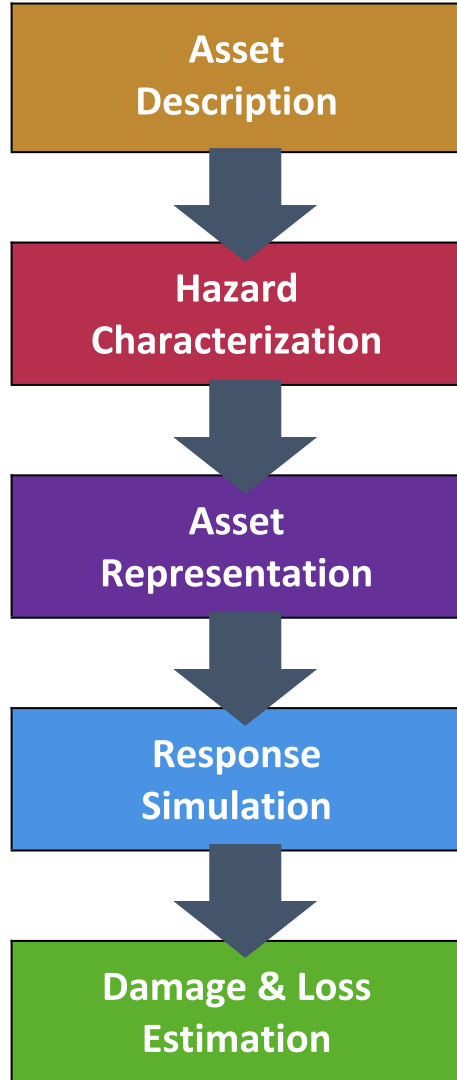 Asset
Description
Hazard
Characterization
Asset
Representation
Response
Simulation
Damage & Loss
Estimation